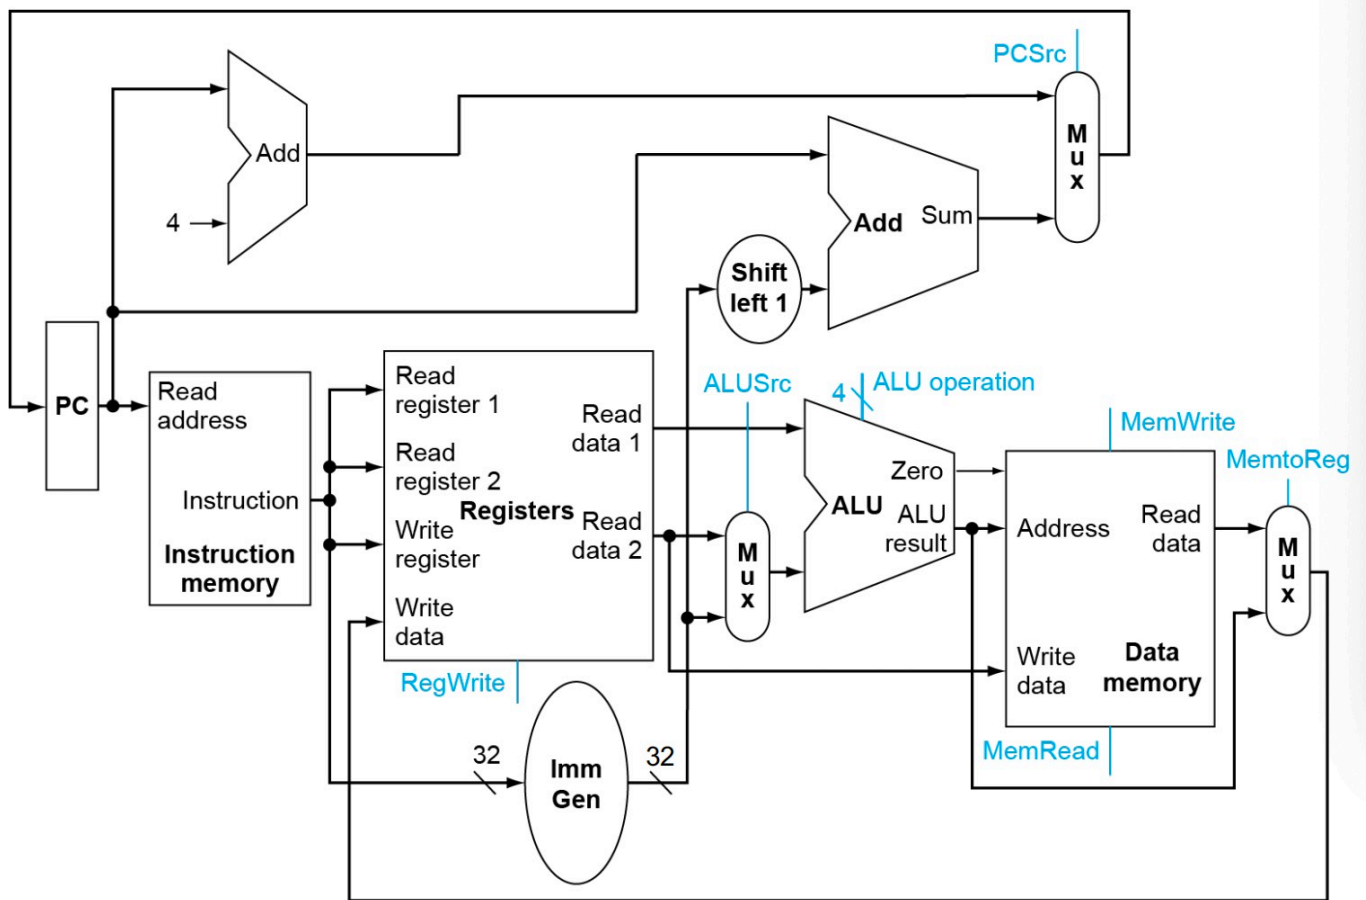 PCSrc
M
u
x
Add
4
Add
Sum
Shift
left 1
PC
Read
address
Instruction
Instruction
memory
Read
register 1
Read
register 2
Write
register
Write
data
Registers
Read
data 1
Read
data 2
RegWrite
ALUSrc
M
u
x
4
ALU operation
Zero
ALU
ALU
result
MemWrite
MemtoReg
Address
Read
data
Write
data
Data
memory
MemRead
M
u
x
32
Imm
Gen
32